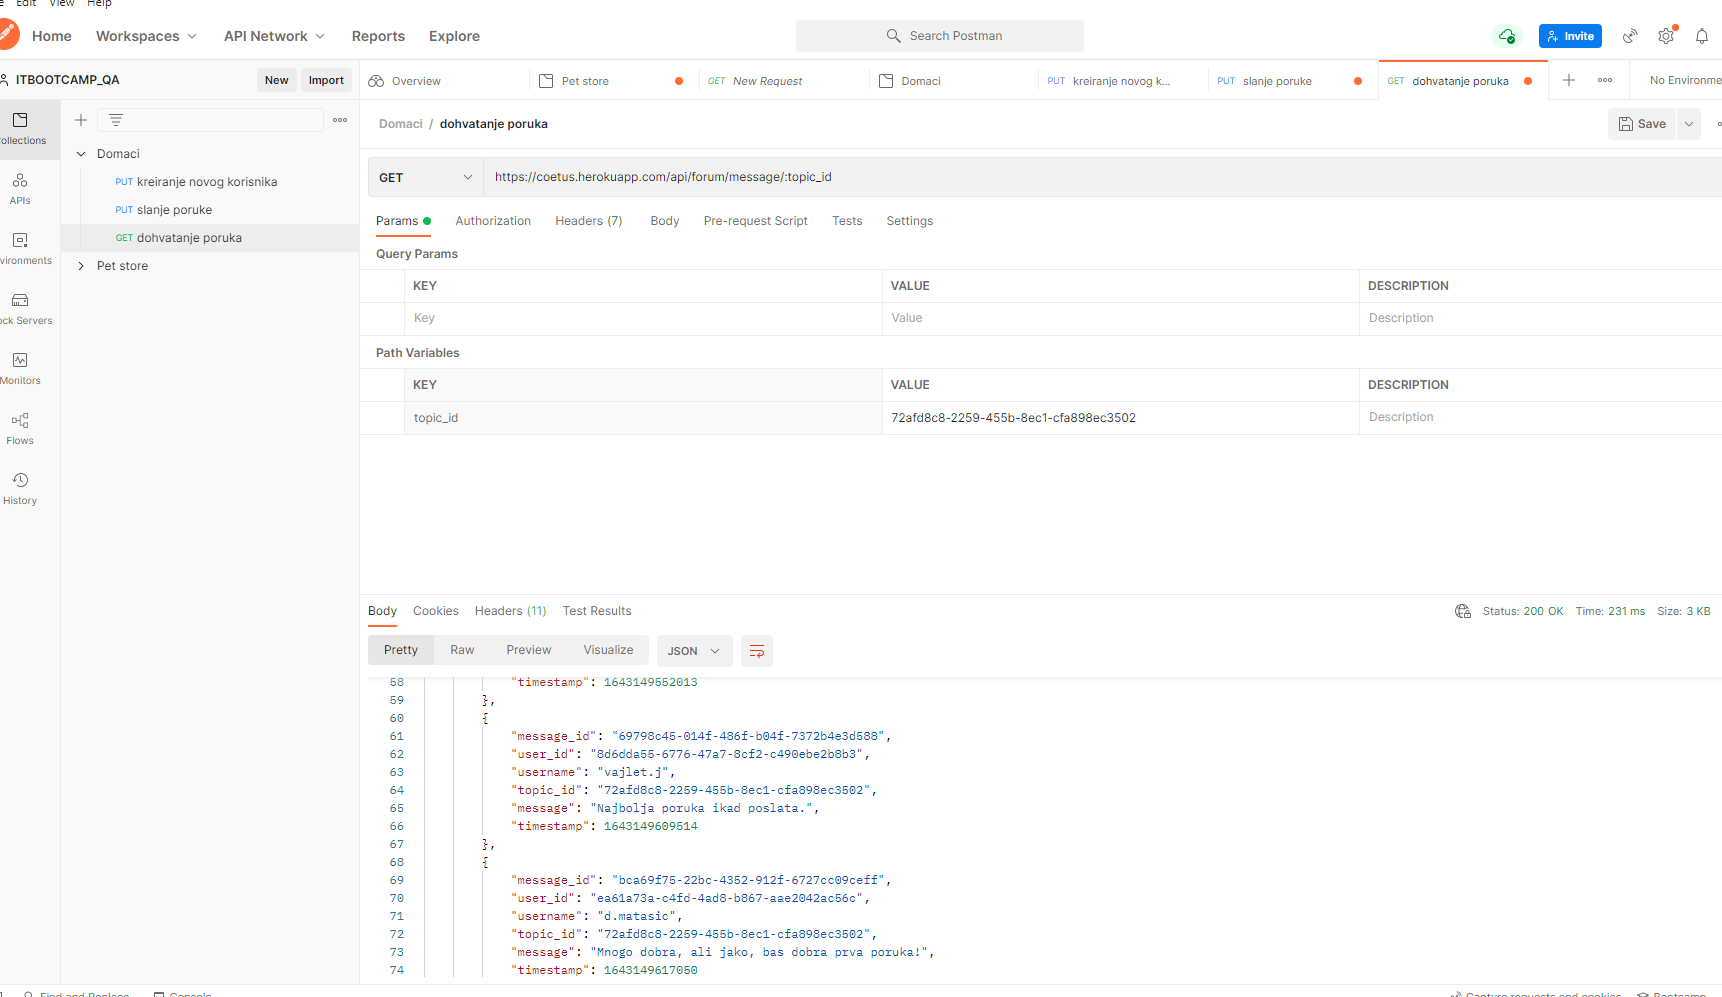 Edit View Help
Home Workspaces API Network Reports Explore Search Postman Invite
ITBOOTCAMP_QA New Import Overview Pet store GET New Request Domaci PUT kreiranje novog k... PUT slanje poruke GET dohvatanje poruka No Environme
Domaci / dohvatanje poruka Save
ollections
Domaci
PUT kreiranje novog korisnika
PUT slanje poruke
GET dohvatanje poruka
Pet store
APIs
vironments
ock Servers
Monitors
Flows
History
GET https://coetus.herokuapp.com/api/forum/message/:topic_id
Params Authorization Headers (7) Body Pre-request Script Tests Settings
Query Params
KEY VALUE DESCRIPTION
Key Value Description
Path Variables
KEY VALUE DESCRIPTION
topic_id 72afd8c8-2259-455b-8ec1-cfa898ec3502 Description
Body Cookies Headers (11) Test Results Status: 200 OK Time: 231 ms Size: 3 KB
Pretty Raw Preview Visualize JSON
58 "timestamp": 1643149552013
59 },
60 {
61 "message_id": "69798c45-014f-486f-b04f-7372b4e3d588",
62 "user_id": "8d6dda55-6776-47a7-8cf2-c490ebe2b8b3",
63 "username": "vajlet.j",
64 "topic_id": "72afd8c8-2259-455b-8ec1-cfa898ec3502",
65 "message": "Najbolja poruka ikad poslata.",
66 "timestamp": 1643149609514
67 },
68 {
69 "message_id": "bca69f75-22bc-4352-912f-6727cc09ceff",
70 "user_id": "ea61a73a-c4fd-4ad8-b867-aae2042ac56c",
71 "username": "d.matasic",
72 "topic_id": "72afd8c8-2259-455b-8ec1-cfa898ec3502",
73 "message": "Mnogo dobra, ali jako, bas dobra prva poruka!",
74 "timestamp": 1643149617050
Find and Replace Console Capture requests and cookies Bootcamp